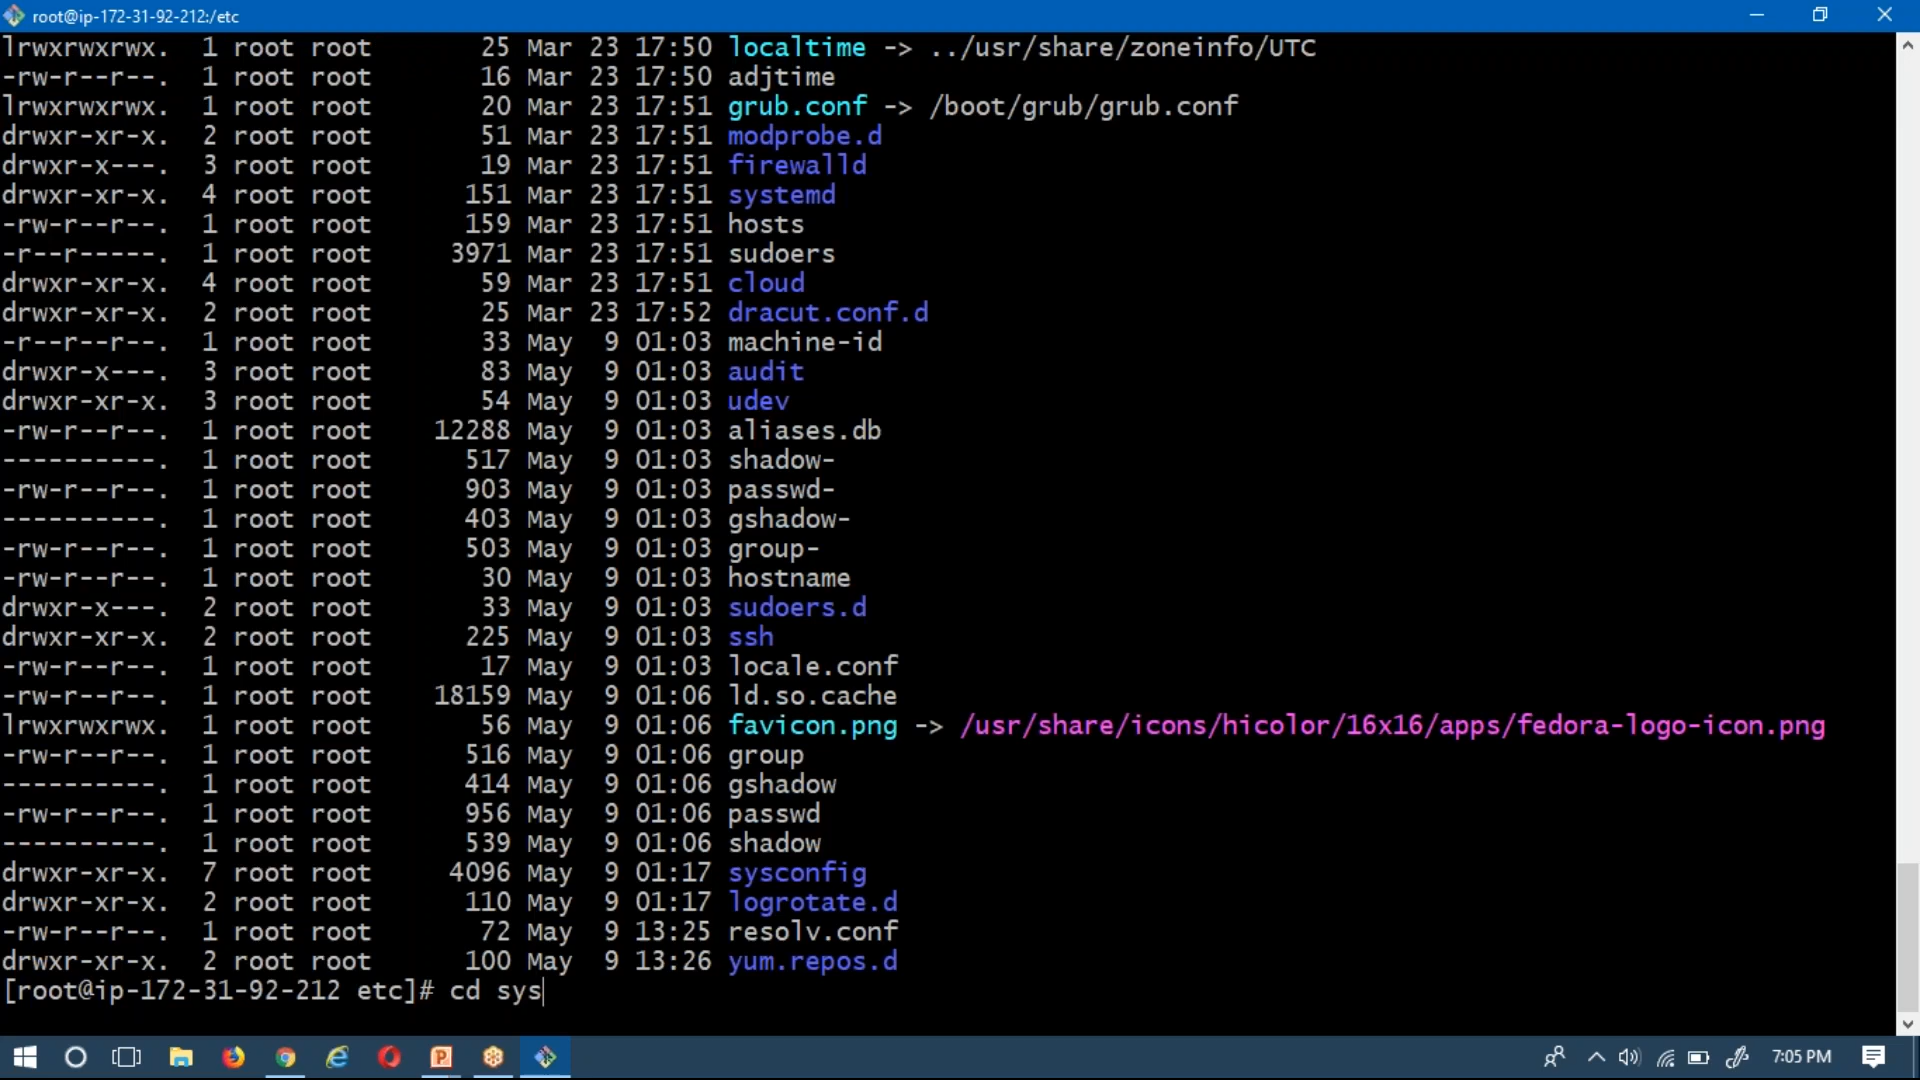 root@ip-172-31-92-212:/etc
lrwxrwxrwx. 1 root root 25 Mar 23 17:50 localtime -> ../usr/share/zoneinfo/UTC
-rw-r--r--. 1 root root 16 Mar 23 17:50 adjtime
lrwxrwxrwx. 1 root root 20 Mar 23 17:51 grub.conf -> /boot/grub/grub.conf
drwxr-xr-x. 2 root root 51 Mar 23 17:51 modprobe.d
drwxr-x---. 3 root root 19 Mar 23 17:51 firewalld
drwxr-xr-x. 4 root root 151 Mar 23 17:51 systemd
-rw-r--r--. 1 root root 159 Mar 23 17:51 hosts
-r--r-----. 1 root root 3971 Mar 23 17:51 sudoers
drwxr-xr-x. 4 root root 59 Mar 23 17:51 cloud
drwxr-xr-x. 2 root root 25 Mar 23 17:52 dracut.conf.d
-r--r--r--. 1 root root 33 May 9 01:03 machine-id
drwxr-x---. 3 root root 83 May 9 01:03 audit
drwxr-xr-x. 3 root root 54 May 9 01:03 udev
-rw-r--r--. 1 root root 12288 May 9 01:03 aliases.db
----------. 1 root root 517 May 9 01:03 shadow-
-rw-r--r--. 1 root root 903 May 9 01:03 passwd-
----------. 1 root root 403 May 9 01:03 gshadow-
-rw-r--r--. 1 root root 503 May 9 01:03 group-
-rw-r--r--. 1 root root 30 May 9 01:03 hostname
drwxr-x---. 2 root root 33 May 9 01:03 sudoers.d
drwxr-xr-x. 2 root root 225 May 9 01:03 ssh
-rw-r--r--. 1 root root 17 May 9 01:03 locale.conf
-rw-r--r--. 1 root root 18159 May 9 01:06 ld.so.cache
lrwxrwxrwx. 1 root root 56 May 9 01:06 favicon.png -> /usr/share/icons/hicolor/16x16/apps/fedora-logo-icon.png
-rw-r--r--. 1 root root 516 May 9 01:06 group
----------. 1 root root 414 May 9 01:06 gshadow
-rw-r--r--. 1 root root 956 May 9 01:06 passwd
----------. 1 root root 539 May 9 01:06 shadow
drwxr-xr-x. 7 root root 4096 May 9 01:17 sysconfig
drwxr-xr-x. 2 root root 110 May 9 01:17 logrotate.d
-rw-r--r--. 1 root root 72 May 9 13:25 resolv.conf
drwxr-xr-x. 2 root root 100 May 9 13:26 yum.repos.d
[root@ip-172-31-92-212 etc]# cd sys
7:05 PM